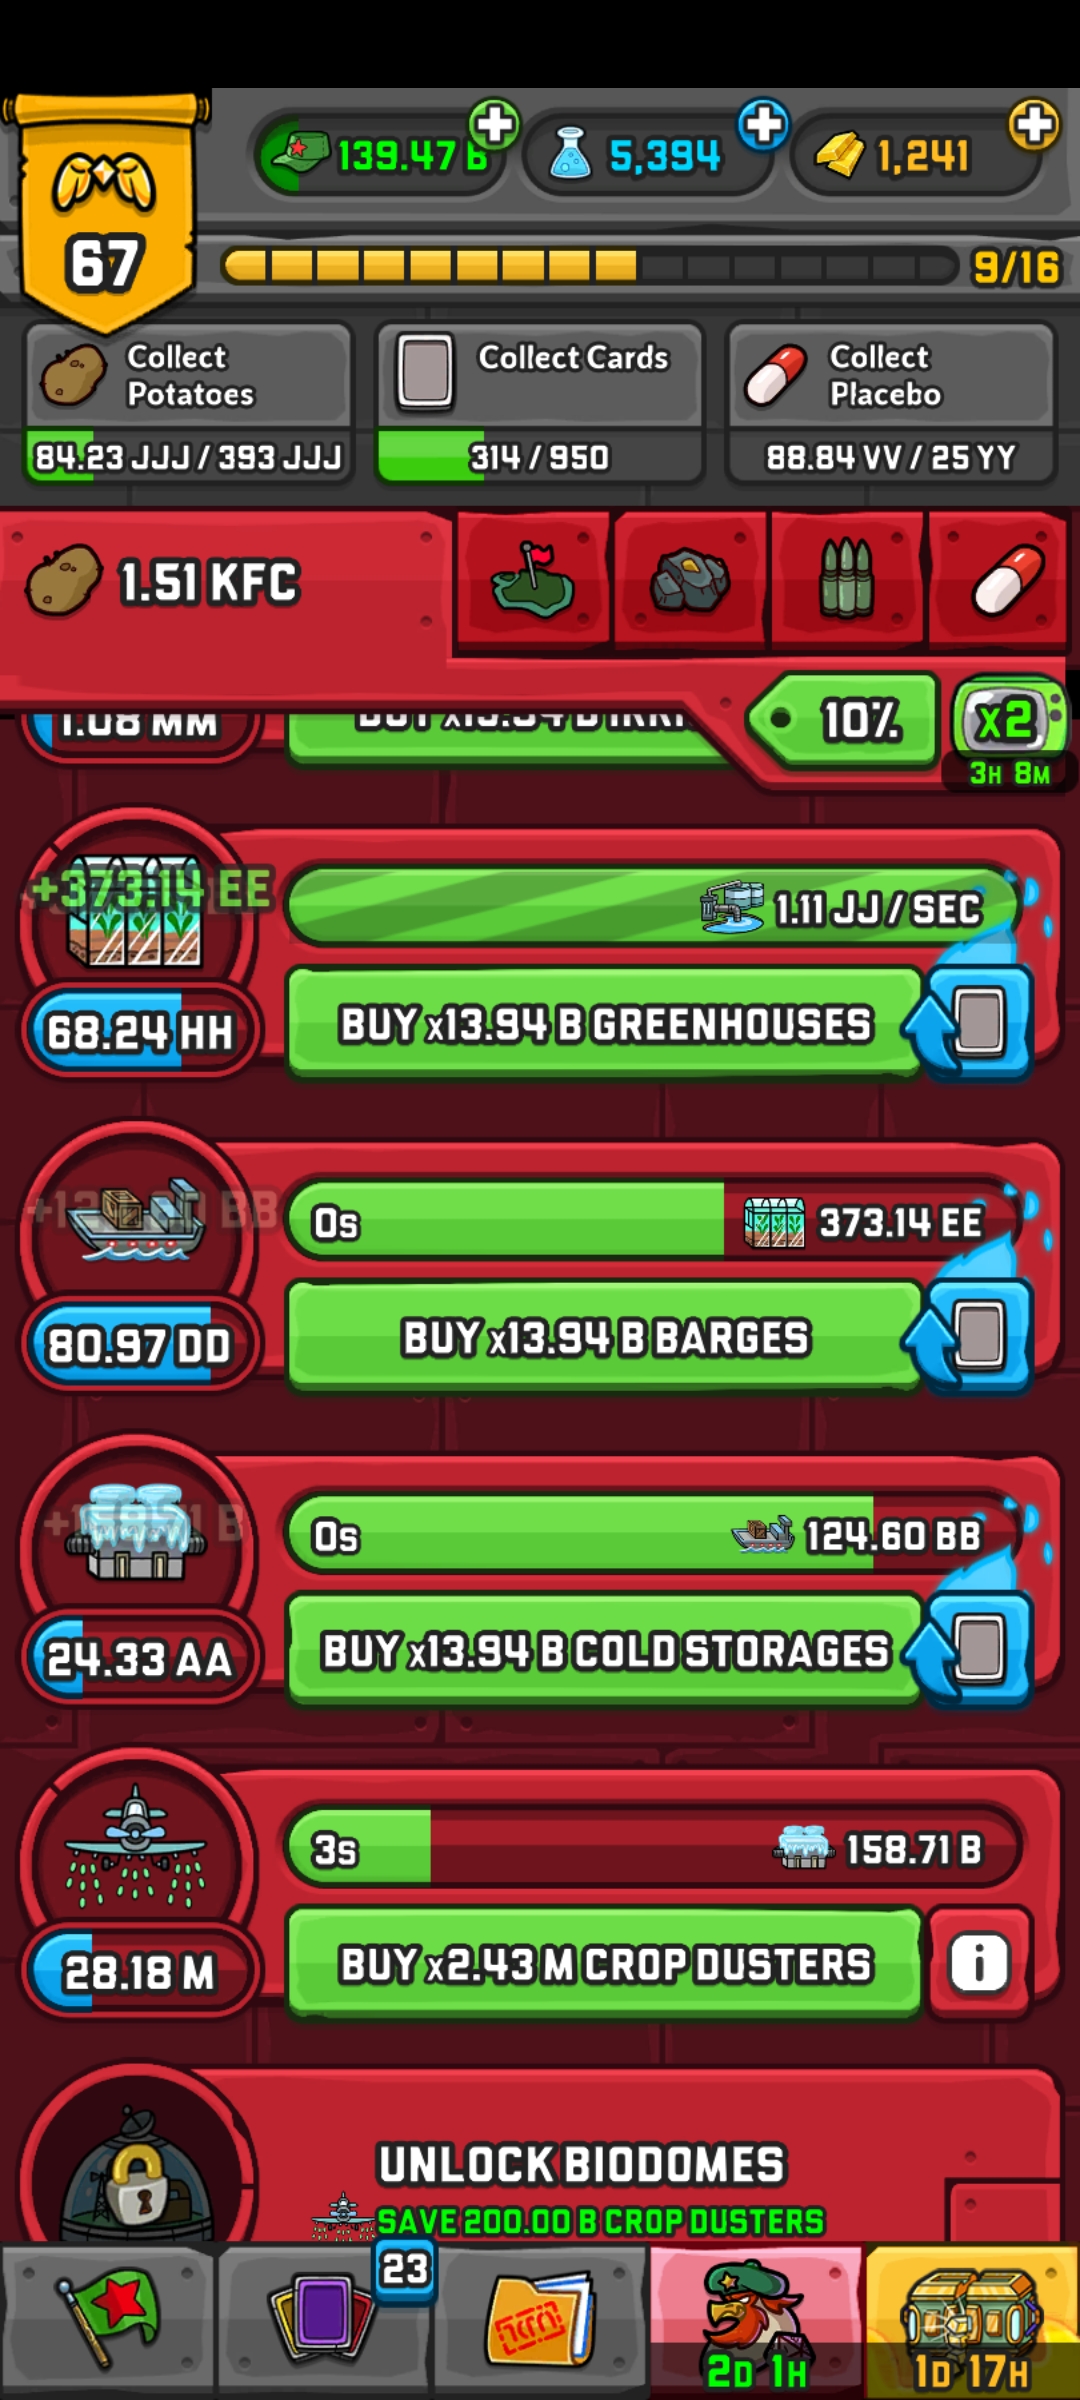 139.47 B
5,394
1,241
67
9/16
Collect
Potatoes
84.23 JJJ / 393 JJJ
Collect Cards
314 / 950
Collect
Placebo
88.84 VV / 25 YY
1.51 KFC
10%
x2
3H 8M
1.08 MM
+373.14 EE
1.11 JJ / SEC
68.24 HH
BUY x13.94 B GREENHOUSES
0s
373.14 EE
80.97 DD
BUY x13.94 B BARGES
0s
124.60 BB
24.33 AA
BUY x13.94 B COLD STORAGES
3s
158.71 B
28.18 M
BUY x2.43 M CROP DUSTERS
i
UNLOCK BIODOMES
SAVE 200.00 B CROP DUSTERS
23
2D 1H
1D 17H